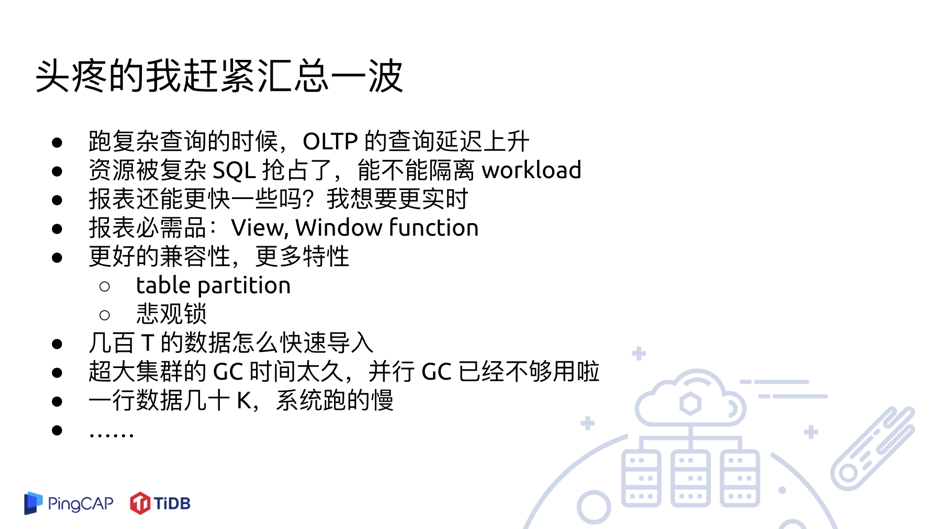 头疼的我赶紧汇总一波
● 跑复杂查询的时候，OLTP 的查询延迟上升
● 资源被复杂 SQL 抢占了，能不能隔离 workload
● 报表还能更快一些吗？我想要更实时
● 报表必需品：View, Window function
● 更好的兼容性，更多特性
○ table partition
○ 悲观锁
● 几百 T 的数据怎么快速导入
● 超大集群的 GC 时间太久，并行 GC 已经不够用啦
● 一行数据几十 K，系统跑的慢
● ……
PingCAP TiDB